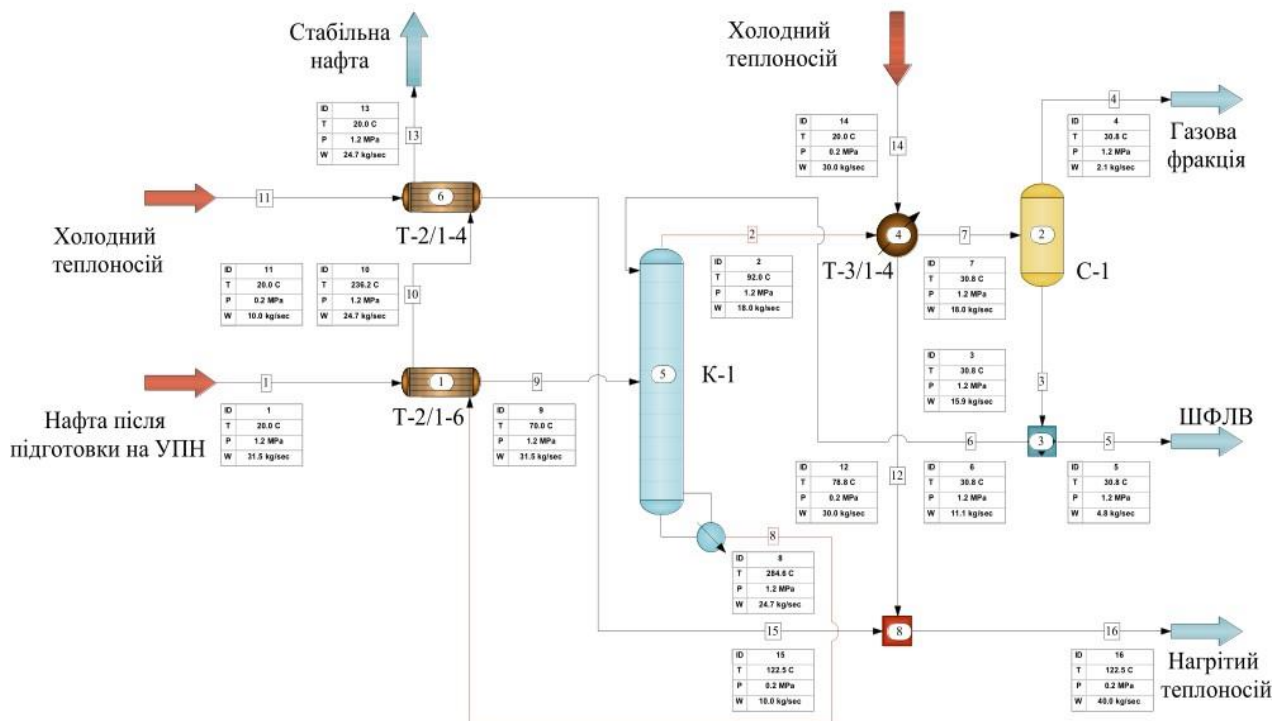 Стабільна
нафта
Холодний
теплоносій
ID 13
T 20.0 C
P 1.2 MPa
W 24.7 kg/sec
13
ID 14
T 20.0 C
P 0.2 MPa
W 30.0 kg/sec
14
4
ID 4
T 30.8 C
P 1.2 MPa
W 2.1 kg/sec
Газова
фракція
11
6
Т-2/1-4
Холодний
теплоносій
ID 11
T 20.0 C
P 0.2 MPa
W 10.0 kg/sec
ID 10
T 236.2 C
P 1.2 MPa
W 24.7 kg/sec
10
2
ID 2
T 92.0 C
P 1.2 MPa
W 18.0 kg/sec
4
Т-3/1-4
7
ID 7
T 30.8 C
P 1.2 MPa
W 18.0 kg/sec
2
С-1
1
1
Т-2/1-6
9
5
К-1
ID 3
T 30.8 C
P 1.2 MPa
W 15.9 kg/sec
3
Нафта після
підготовки на УПН
ID 1
T 20.0 C
P 1.2 MPa
W 31.5 kg/sec
ID 9
T 70.0 C
P 1.2 MPa
W 31.5 kg/sec
6
3
5
ШФЛВ
ID 12
T 78.8 C
P 0.2 MPa
W 30.0 kg/sec
12
ID 6
T 30.8 C
P 1.2 MPa
W 11.1 kg/sec
ID 5
T 30.8 C
P 1.2 MPa
W 4.8 kg/sec
8
ID 8
T 284.6 C
P 1.2 MPa
W 24.7 kg/sec
15
8
16
ID 15
T 122.5 C
P 0.2 MPa
W 10.0 kg/sec
ID 16
T 122.5 C
P 0.2 MPa
W 40.0 kg/sec
Нагрітий
теплоносій